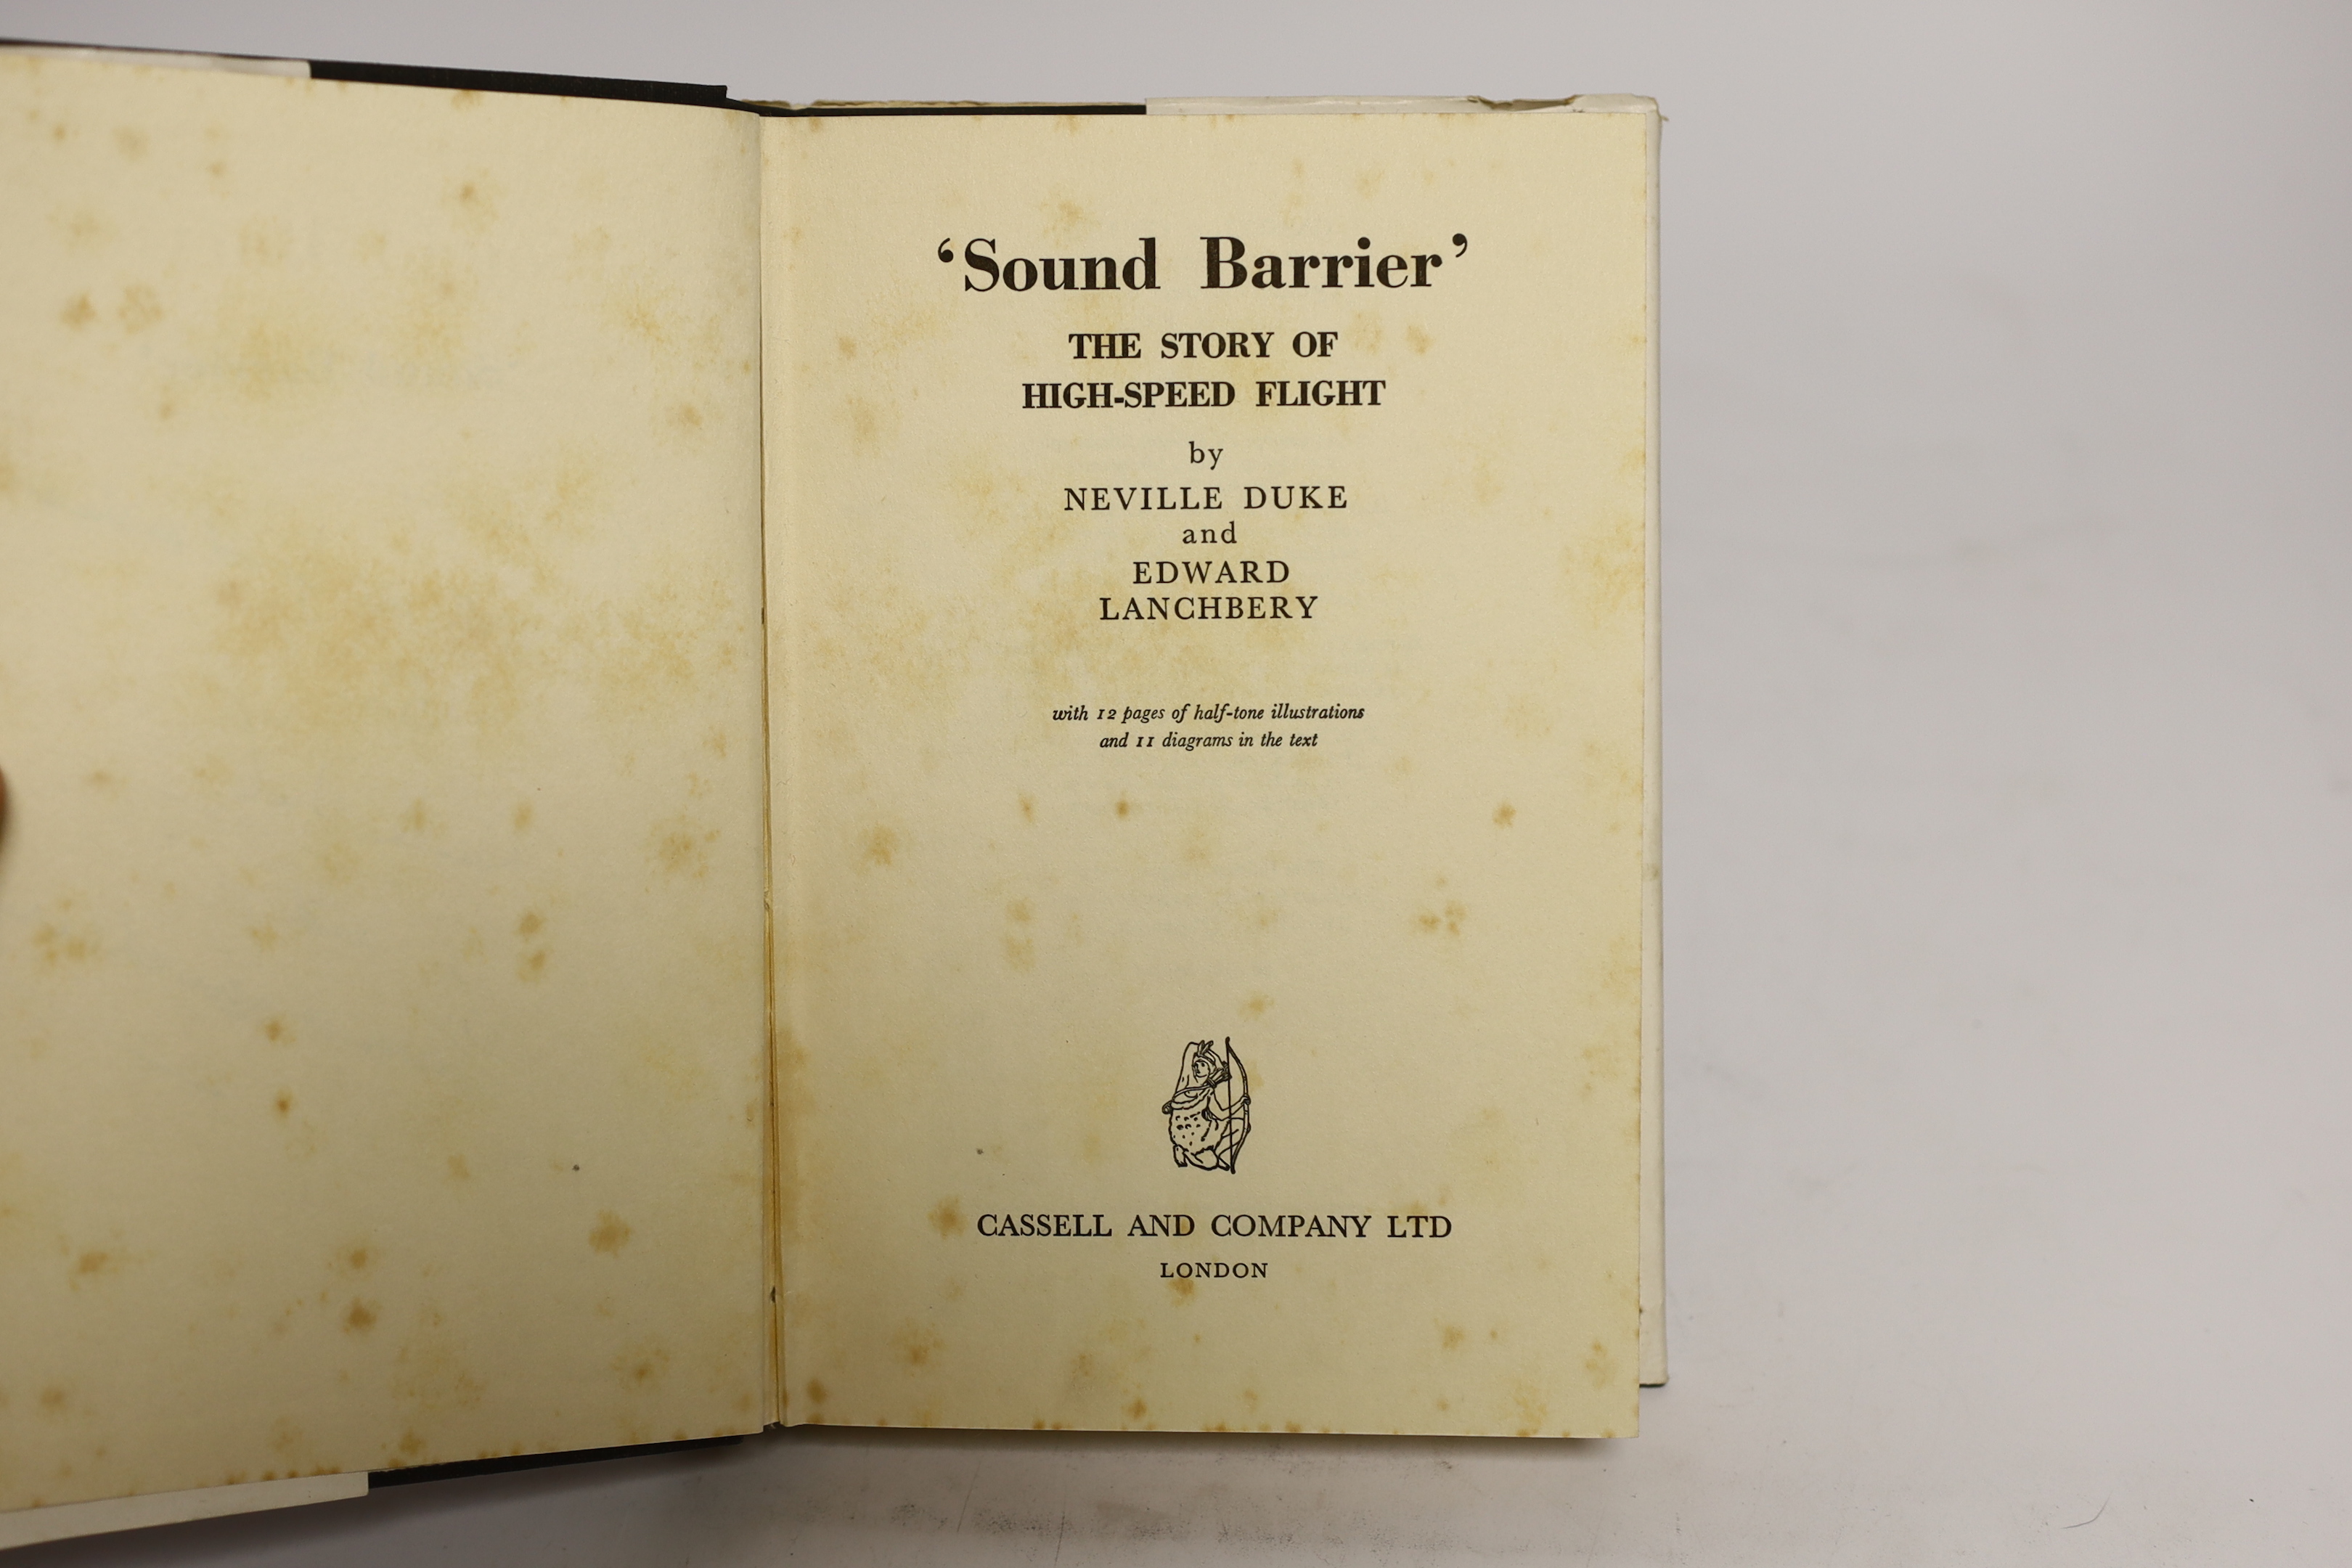 ‘Sound Barrier’
THE STORY OF
HIGH-SPEED FLIGHT
by
NEVILLE DUKE
and
EDWARD
LANCHBERY
with 12 pages of half-tone illustrations
and 11 diagrams in the text
CASSELL AND COMPANY LTD
LONDON